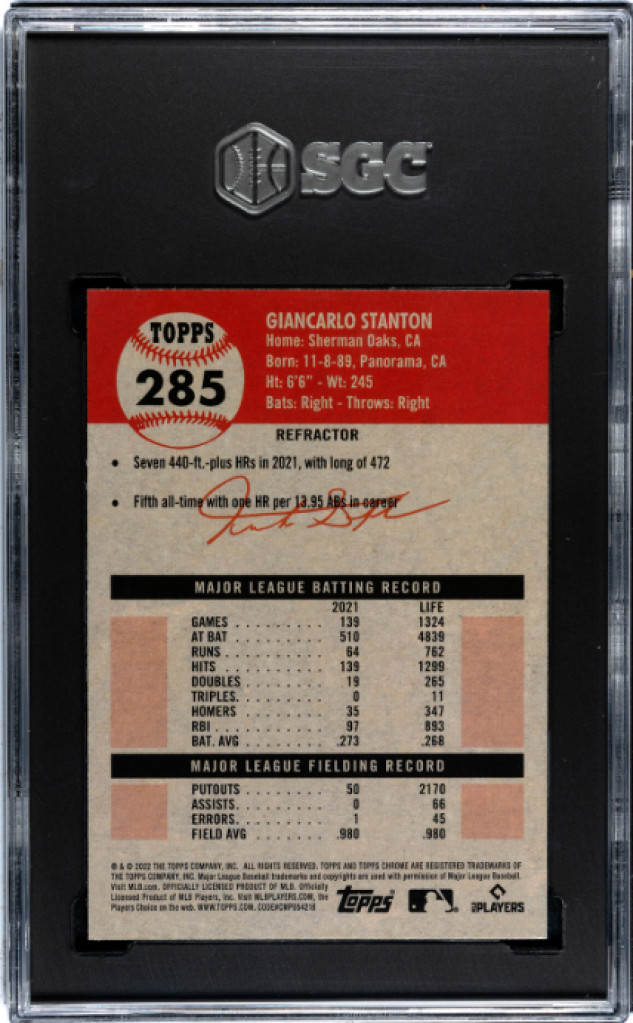 SGC
TOPPS
285
GIANCARLO STANTON
Home: Sherman Oaks, CA
Born: 11-8-89, Panorama, CA
Ht: 6'6" - Wt: 245
Bats: Right - Throws: Right
REFRACTOR
• Seven 440-ft.-plus HRs in 2021, with long of 472
• Fifth all-time with one HR per 13.95 ABs in career
MAJOR LEAGUE BATTING RECORD
2021 LIFE
GAMES . . . . . . . . . 139 1324
AT BAT . . . . . . . . . 510 4839
RUNS . . . . . . . . . . 64 762
HITS . . . . . . . . . . 139 1299
DOUBLES . . . . . . . . 19 265
TRIPLES. . . . . . . . . 0 11
HOMERS . . . . . . . . 35 347
RBI . . . . . . . . . . . 97 893
BAT. AVG . . . . . . . . .273 .268
MAJOR LEAGUE FIELDING RECORD
PUTOUTS . . . . . . . . 50 2170
ASSISTS. . . . . . . . . 0 66
ERRORS. . . . . . . . . 1 45
FIELD AVG . . . . . . . .980 .980
® & © 2022 THE TOPPS COMPANY, INC. ALL RIGHTS RESERVED. TOPPS AND TOPPS CHROME ARE REGISTERED TRADEMARKS OF
THE TOPPS COMPANY, INC. Major League Baseball trademarks and copyrights are used with permission of Major League Baseball.
Visit MLB.com. OFFICIALLY LICENSED PRODUCT OF MLB. Officially
Licensed Product of MLB Players, Inc. Visit MLBPLAYERS.COM, the
Players Choice on the web. WWW.TOPPS.COM. CODE#CMP054218
Topps
MLB PLAYERS